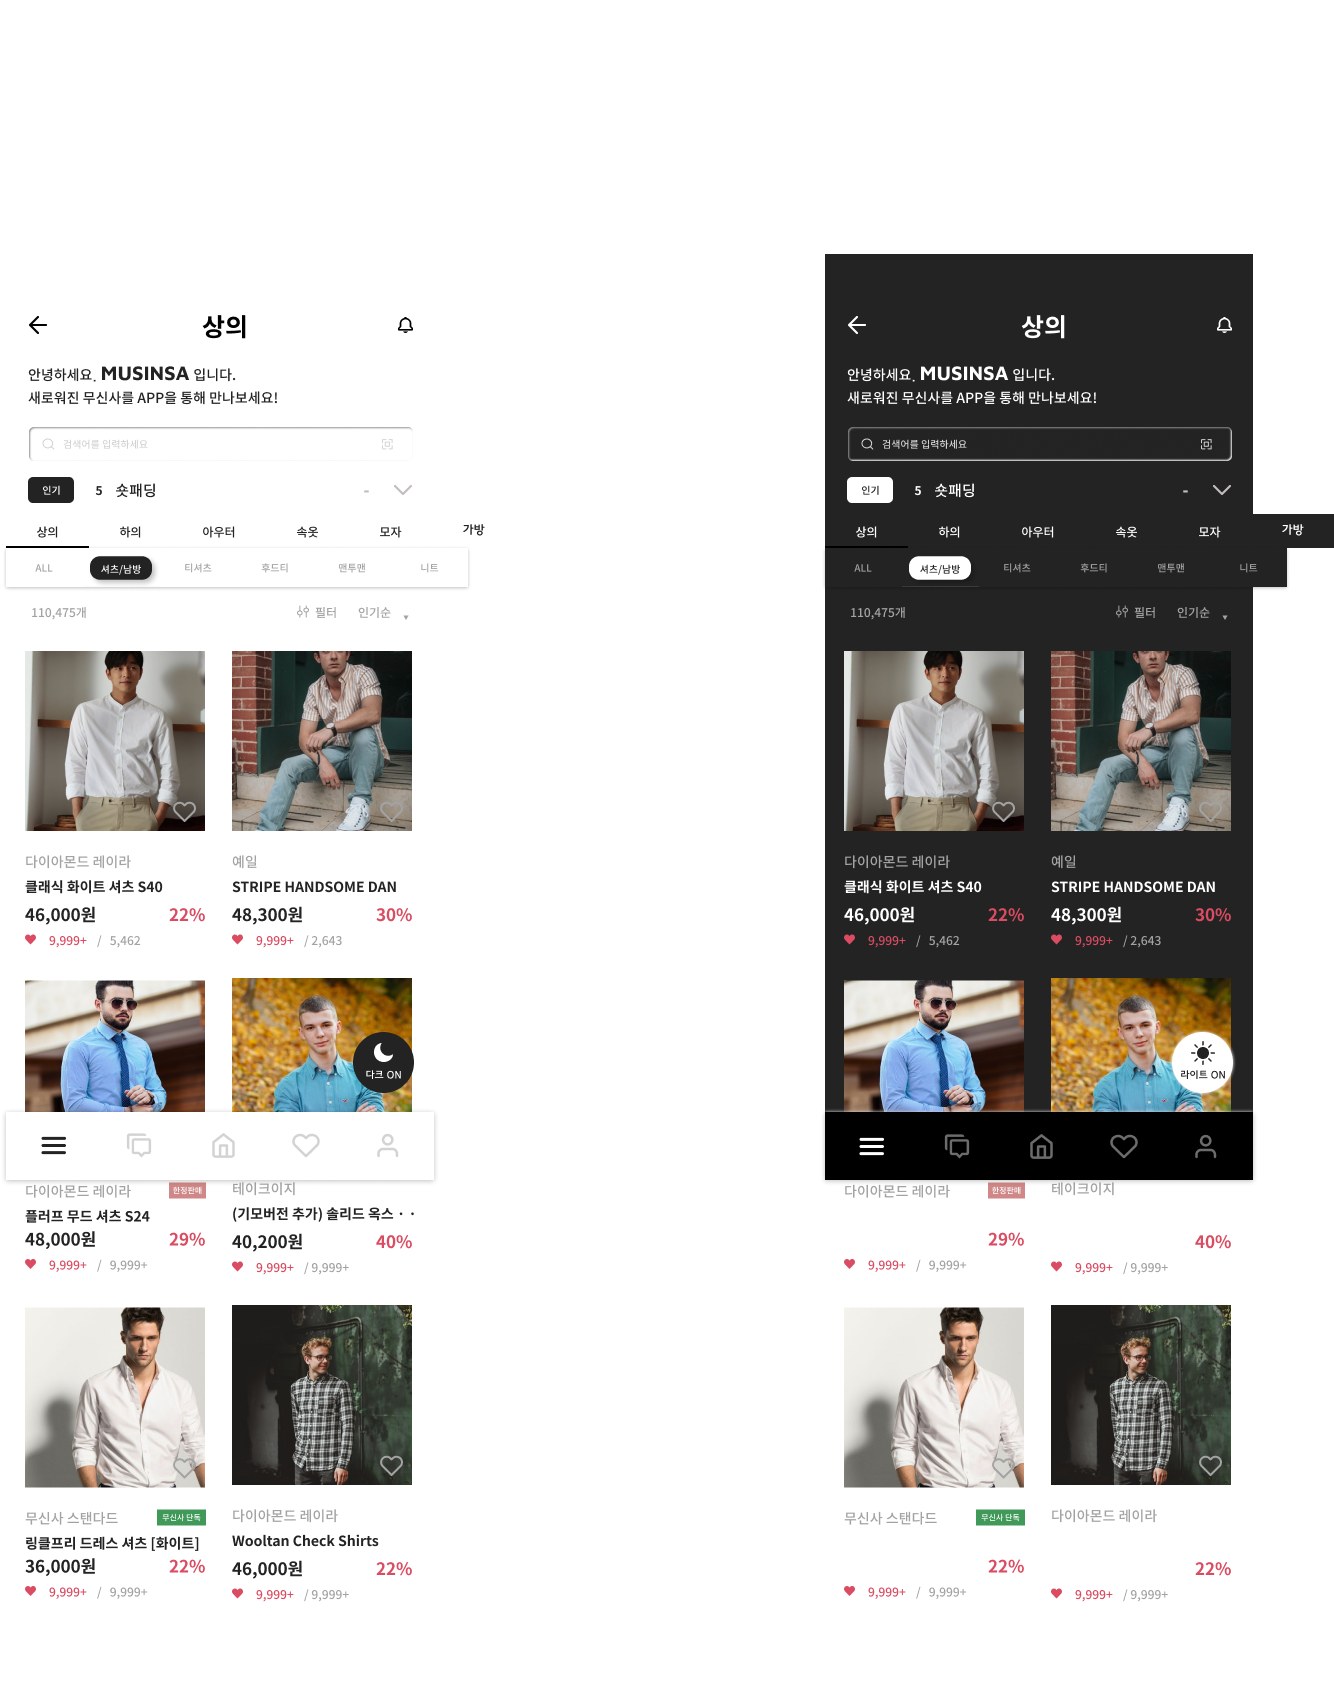 상의
안녕하세요. MUSINSA 입니다.
새로워진 무신사를 APP을 통해 만나보세요!
검색어를 입력하세요
인기 5 숏패딩 -
상의 하의 아우터 속옷 모자 가방
ALL 셔츠/남방 티셔츠 후드티 맨투맨 니트
110,475개 필터 인기순
다이아몬드 레이라 예일
클래식 화이트 셔츠 S40 STRIPE HANDSOME DAN
46,000원 22% 48,300원 30%
9,999+ / 5,462 9,999+ / 2,643
다크 ON
다이아몬드 레이라 한정판매 테이크이지
플러프 무드 셔츠 S24 (기모버전 추가) 솔리드 옥스 · ·
48,000원 29% 40,200원 40%
9,999+ / 9,999+ 9,999+ / 9,999+
무신사 스탠다드 무신사 단독 다이아몬드 레이라
링클프리 드레스 셔츠 [화이트] Wooltan Check Shirts
36,000원 22% 46,000원 22%
9,999+ / 9,999+ 9,999+ / 9,999+
상의
안녕하세요. MUSINSA 입니다.
새로워진 무신사를 APP을 통해 만나보세요!
검색어를 입력하세요
인기 5 숏패딩 -
상의 하의 아우터 속옷 모자 가방
ALL 셔츠/남방 티셔츠 후드티 맨투맨 니트
110,475개 필터 인기순
다이아몬드 레이라 예일
클래식 화이트 셔츠 S40 STRIPE HANDSOME DAN
46,000원 22% 48,300원 30%
9,999+ / 5,462 9,999+ / 2,643
라이트 ON
다이아몬드 레이라 한정판매 테이크이지
29% 40%
9,999+ / 9,999+ 9,999+ / 9,999+
무신사 스탠다드 무신사 단독 다이아몬드 레이라
22% 22%
9,999+ / 9,999+ 9,999+ / 9,999+